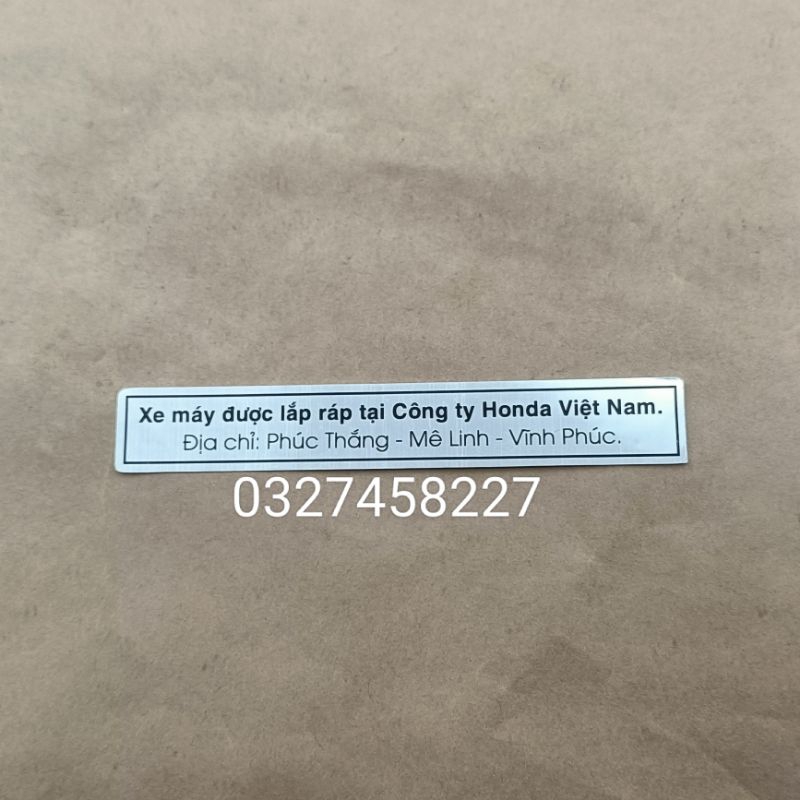 Xe máy được lắp ráp tại Công ty Honda Việt Nam.
Địa chỉ: Phúc Thắng - Mê Linh - Vĩnh Phúc.
0327458227